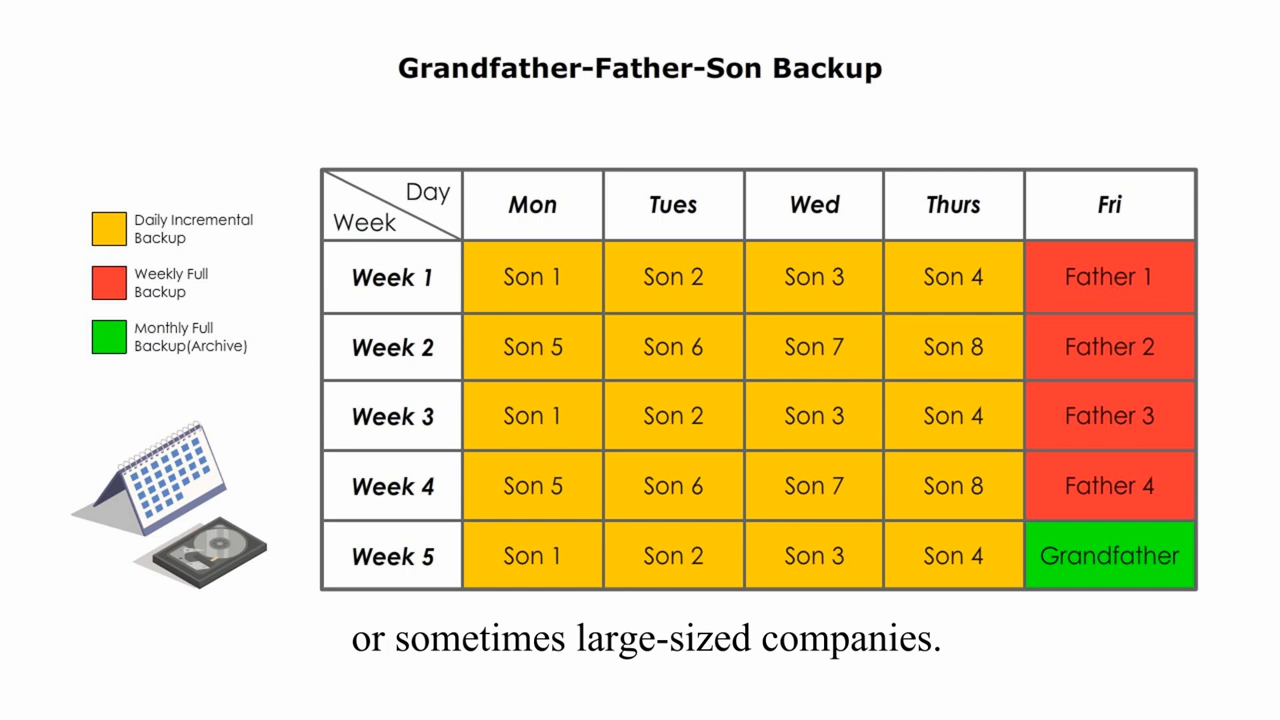 Grandfather-Father-Son Backup
Daily Incremental
Backup
Weekly Full
Backup
Monthly Full
Backup(Archive)
Day
Week
Mon Tues Wed Thurs Fri
Week 1 Son 1 Son 2 Son 3 Son 4 Father 1
Week 2 Son 5 Son 6 Son 7 Son 8 Father 2
Week 3 Son 1 Son 2 Son 3 Son 4 Father 3
Week 4 Son 5 Son 6 Son 7 Son 8 Father 4
Week 5 Son 1 Son 2 Son 3 Son 4 Grandfather
or sometimes large-sized companies.